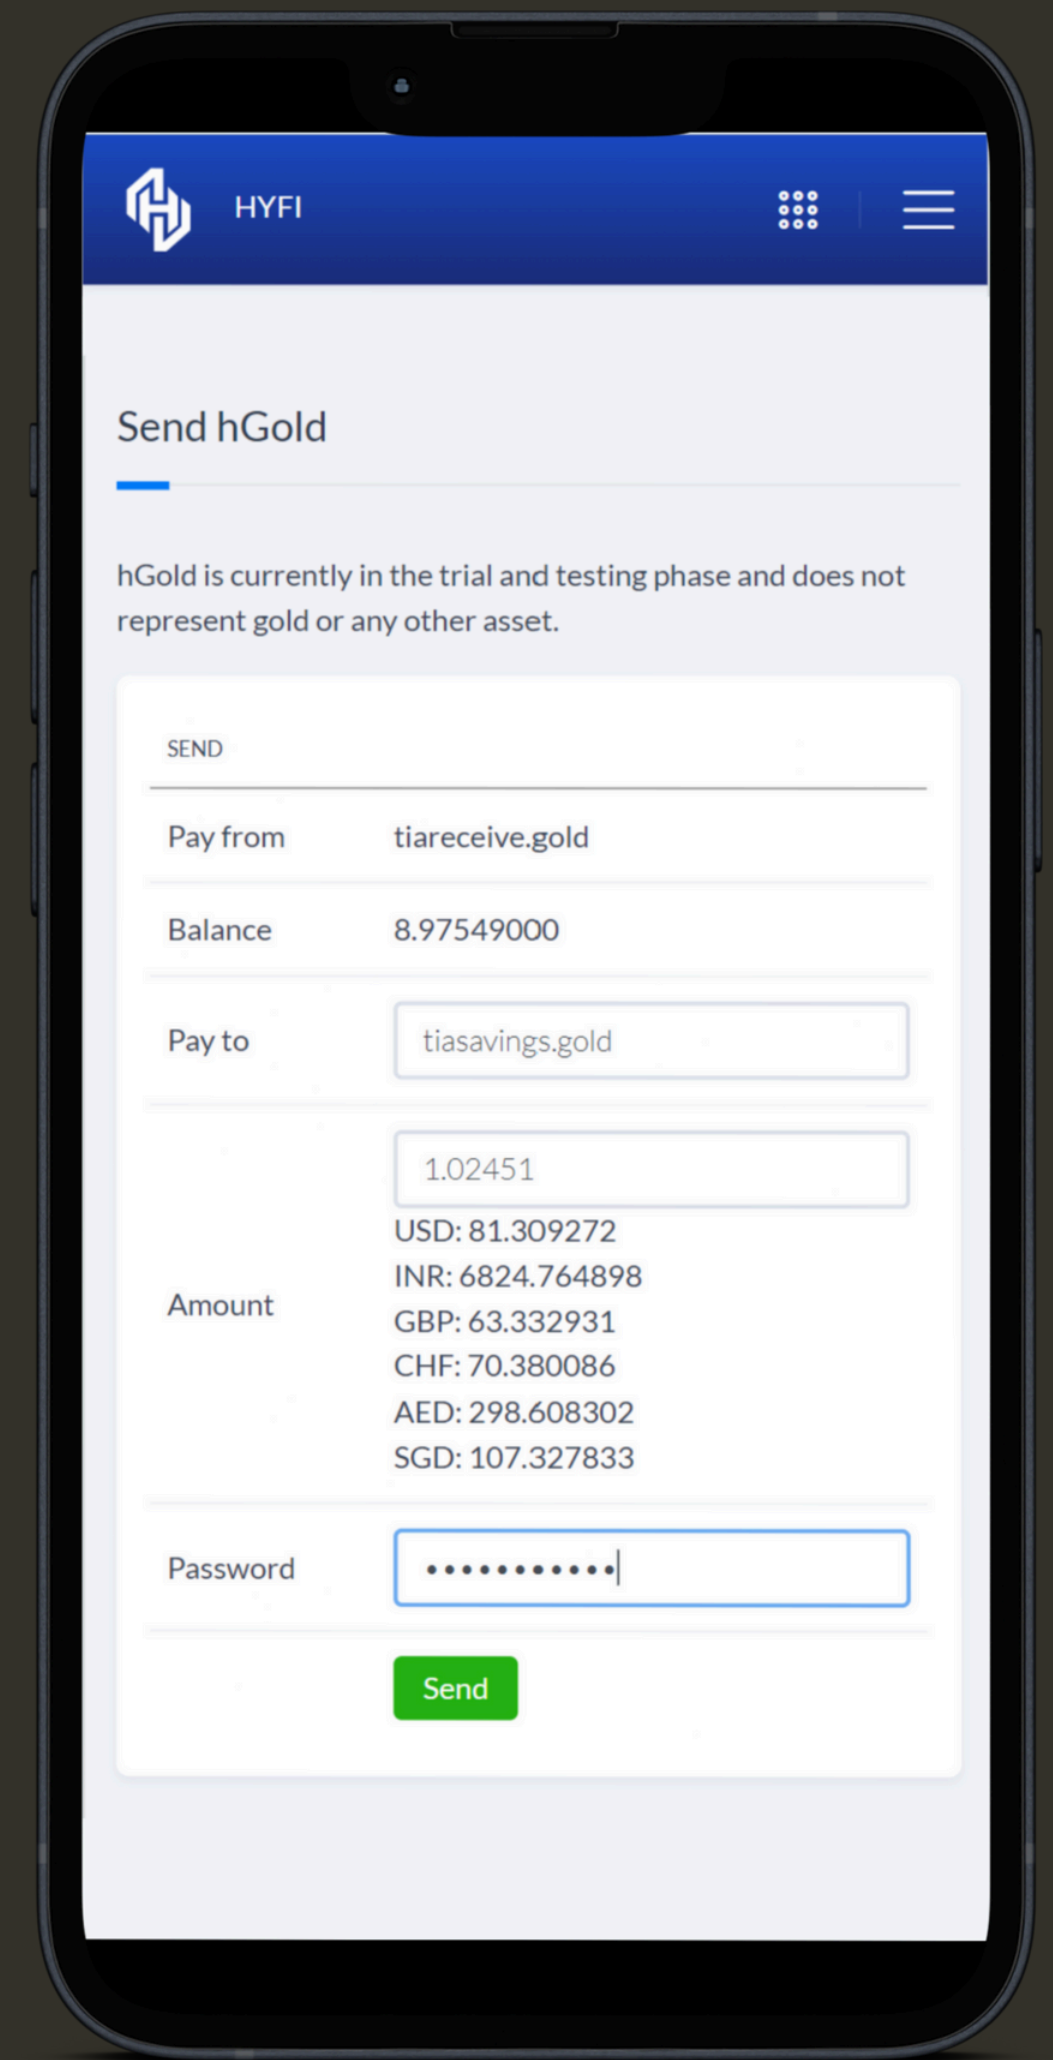 HYFI
Send hGold
hGold is currently in the trial and testing phase and does not
represent gold or any other asset.
SEND
Pay from tiareceive.gold
Balance 8.97549000
Pay to tiasavings.gold
1.02451
USD: 81.309272
INR: 6824.764898
GBP: 63.332931
Amount
CHF: 70.380086
AED: 298.608302
SGD: 107.327833
Password •••••••••••
Send